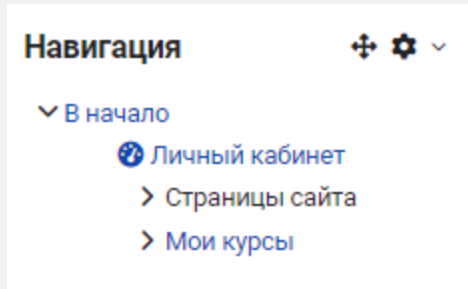 Навигация
В начало
Личный кабинет
Страницы сайта
Мои курсы